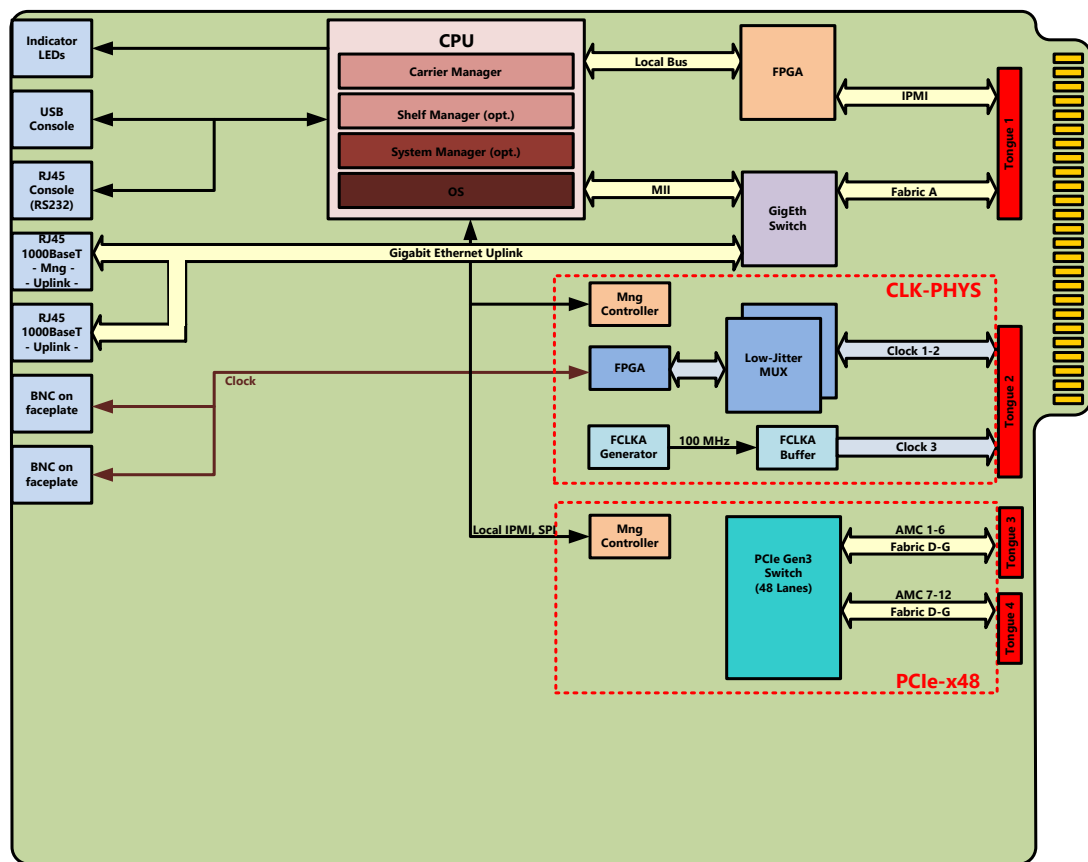 Indicator
LEDs
USB
Console
RJ45
Console
(RS232)
RJ45
1000BaseT
- Mng -
- Uplink -
RJ45
1000BaseT
- Uplink -
BNC on
faceplate
BNC on
faceplate
CPU
Carrier Manager
Shelf Manager (opt.)
System Manager (opt.)
OS
Local Bus
FPGA
IPMI
Tongue 1
MII
GigEth
Switch
Fabric A
Gigabit Ethernet Uplink
CLK-PHYS
Mng
Controller
Clock
FPGA
Low-Jitter
MUX
Clock 1-2
Tongue 2
FCLKA
Generator
100 MHz
FCLKA
Buffer
Clock 3
Local IPMI, SPI
Mng
Controller
PCIe Gen3
Switch
(48 Lanes)
AMC 1-6
Fabric D-G
Tongue 3
AMC 7-12
Fabric D-G
Tongue 4
PCIe-x48